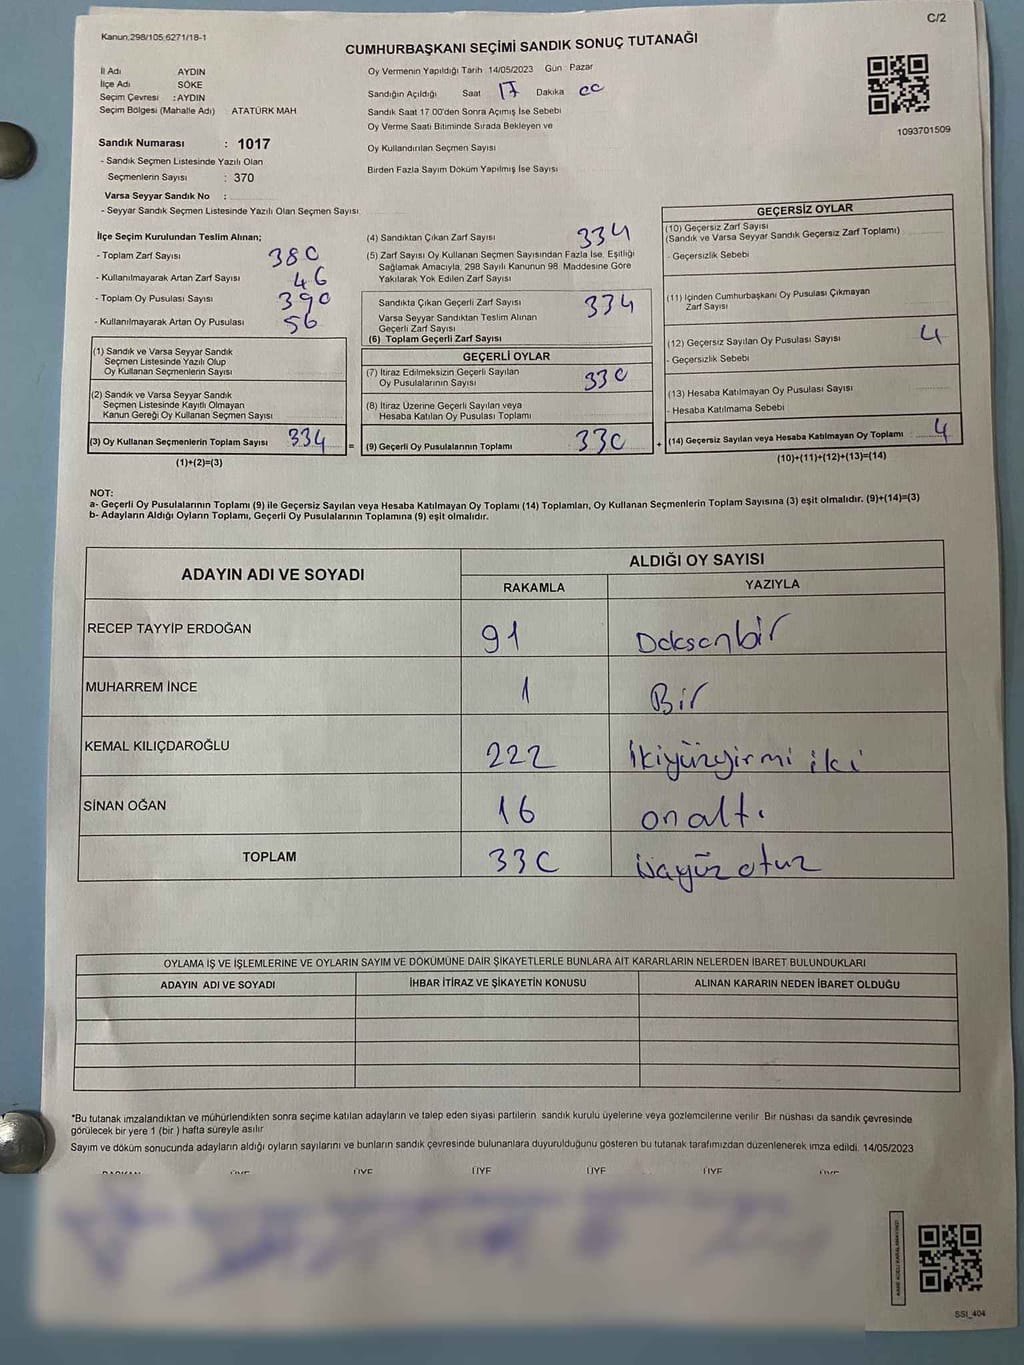 C/2
Kanun,298/105,6271/18-1
CUMHURBAŞKANI SEÇİMİ SANDIK SONUÇ TUTANAĞI
İl Adı AYDIN
İlçe Adı SÖKE
Seçim Çevresi : AYDIN
Seçim Bölgesi (Mahalle Adı) ATATÜRK MAH
Sandık Numarası : 1017
- Sandık Seçmen Listesinde Yazılı Olan
Seçmenlerin Sayısı : 370
Varsa Seyyar Sandık No :
- Seyyar Sandık Seçmen Listesinde Yazılı Olan Seçmen Sayısı
Oy Vermenin Yapıldığı Tarih 14/05/2023 Gün : Pazar
Sandığın Açıldığı Saat 17 Dakika 00
Sandık Saat 17 00'den Sonra Açımış İse Sebebi
Oy Verme Saati Bitiminde Sırada Bekleyen ve
Oy Kullandırılan Seçmen Sayısı
Birden Fazla Sayım Döküm Yapılmış İse Sayısı
1093701509
İlçe Seçim Kurulundan Teslim Alınan;
- Toplam Zarf Sayısı 380
- Kullanılmayarak Artan Zarf Sayısı 46
- Toplam Oy Pusulası Sayısı 390
- Kullanılmayarak Artan Oy Pusulası 56
(1) Sandık ve Varsa Seyyar Sandık
Seçmen Listesinde Yazılı Olup
Oy Kullanan Seçmenlerin Sayısı
(2) Sandık ve Varsa Seyyar Sandık
Seçmen Listesinde Kayıtlı Olmayan
Kanun Gereği Oy Kullanan Seçmen Sayısı
(3) Oy Kullanan Seçmenlerin Toplam Sayısı 334 =
(1)+(2)=(3)
(4) Sandıktan Çıkan Zarf Sayısı 334
(5) Zarf Sayısı Oy Kullanan Seçmen Sayısından Fazla İse, Eşitliği
Sağlamak Amacıyla, 298 Sayılı Kanunun 98. Maddesine Göre
Yakılarak Yok Edilen Zarf Sayısı
Sandıkta Çıkan Geçerli Zarf Sayısı 334
Varsa Seyyar Sandıktan Teslim Alınan
Geçerli Zarf Sayısı
(6) Toplam Geçerli Zarf Sayısı
GEÇERLİ OYLAR
(7) İtiraz Edilmeksizin Geçerli Sayılan
Oy Pusulalarının Sayısı 330
(8) İtiraz Üzerine Geçerli Sayılan veya
Hesaba Katılan Oy Pusulası Toplamı
(9) Geçerli Oy Pusulalarının Toplamı 330 +
GEÇERSİZ OYLAR
(10) Geçersiz Zarf Sayısı
(Sandık ve Varsa Seyyar Sandık Geçersiz Zarf Toplamı)
- Geçersizlik Sebebi
(11) İçinden Cumhurbaşkanı Oy Pusulası Çıkmayan
Zarf Sayısı
(12) Geçersiz Sayılan Oy Pusulası Sayısı 4
- Geçersizlik Sebebi
(13) Hesaba Katılmayan Oy Pusulası Sayısı
- Hesaba Katılmama Sebebi
(14) Geçersiz Sayılan veya Hesaba Katılmayan Oy Toplamı 4
(10)+(11)+(12)+(13)=(14)
NOT:
a- Geçerli Oy Pusulalarının Toplamı (9) ile Geçersiz Sayılan veya Hesaba Katılmayan Oy Toplamı (14) Toplamları, Oy Kullanan Seçmenlerin Toplam Sayısına (3) eşit olmalıdır. (9)+(14)=(3)
b- Adayların Aldığı Oyların Toplamı, Geçerli Oy Pusulalarının Toplamına (9) eşit olmalıdır.
ADAYIN ADI VE SOYADI ALDIĞI OY SAYISI
RAKAMLA YAZIYLA
RECEP TAYYİP ERDOĞAN 91 Doksanbir
MUHARREM İNCE 1 Bir
KEMAL KILIÇDAROĞLU 222 İkiyüzyirmi iki
SİNAN OĞAN 16 onaltı
TOPLAM 330 üçyüz otuz
OYLAMA İŞ VE İŞLEMLERİNE VE OYLARIN SAYIM VE DÖKÜMÜNE DAİR ŞİKAYETLERLE BUNLARA AİT KARARLARIN NELERDEN İBARET BULUNDUKLARI
ADAYIN ADI VE SOYADI İHBAR İTİRAZ VE ŞİKAYETİN KONUSU ALINAN KARARIN NEDEN İBARET OLDUĞU
*Bu tutanak imzalandıktan ve mühürlendikten sonra seçime katılan adayların ve talep eden siyasi partilerin sandık kurulu üyelerine veya gözlemcilerine verilir Bir nüshası da sandık çevresinde
görülecek bir yere 1 (bir ) hafta süreyle asılır
Sayım ve döküm sonucunda adayların aldığı oyların sayılarını ve bunların sandık çevresinde bulunanlara duyurulduğunu gösteren bu tutanak tarafımızdan düzenlenerek imza edildi. 14/05/2023
BAŞKAN ÜYE ÜYE ÜYE ÜYE ÜYE ÜYE
SSI_404